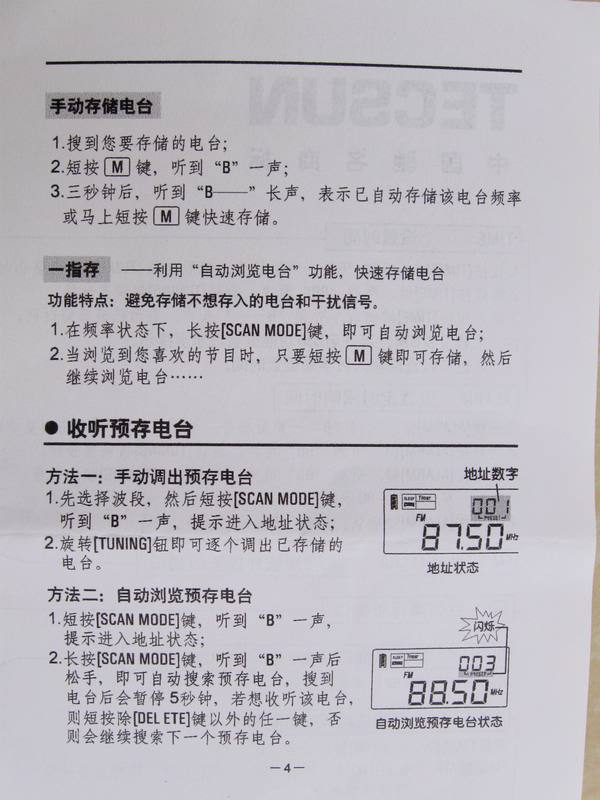 手动存储电台
1.搜到您要存储的电台;
2.短按 M 键，听到“B”一声;
3.三秒钟后，听到“B——”长声，表示已自动存储该电台频率
或马上短按 M 键快速存储。
一指存 ——利用“自动浏览电台”功能，快速存储电台
功能特点：避免存储不想存入的电台和干扰信号。
1.在频率状态下，长按[SCAN MODE]键，即可自动浏览电台;
2.当浏览到您喜欢的节目时，只要短按 M 键即可存储，然后
继续浏览电台……
● 收听预存电台
方法一：手动调出预存电台
1.先选择波段，然后短按[SCAN MODE]键，
听到“B”一声，提示进入地址状态;
2.旋转[TUNING]钮即可逐个调出已存储的
电台。
地址数字
SLEEP Timer
001
PRESET
FM
87.50 MHz
地址状态
方法二：自动浏览预存电台
1.短按[SCAN MODE]键，听到“B”一声，
提示进入地址状态;
2.长按[SCAN MODE]键，听到“B”一声后
松手，即可自动搜索预存电台，搜到
电台后会暂停5秒钟，若想收听该电台，
则短按除[DEL ETE]键以外的任一键，否
则会继续搜索下一个预存电台。
闪烁
SLEEP Timer
003
PRESET
FM
88.50 MHz
自动浏览预存电台状态
—4—